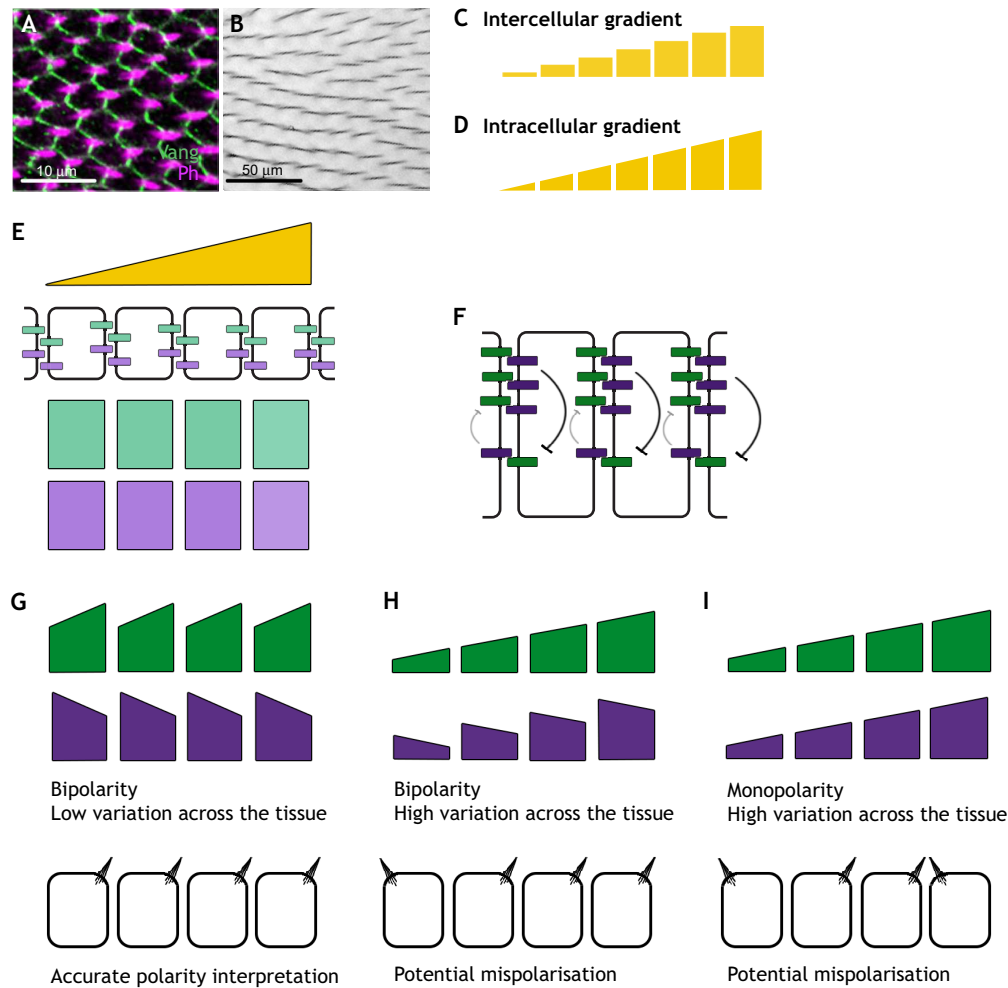 A
B
Vang
Ph
10 μm
50 μm
C Intercellular gradient
D Intracellular gradient
E
F
G
H
I
Bipolarity
Low variation across the tissue
Bipolarity
High variation across the tissue
Monopolarity
High variation across the tissue
Accurate polarity interpretation
Potential mispolarisation
Potential mispolarisation